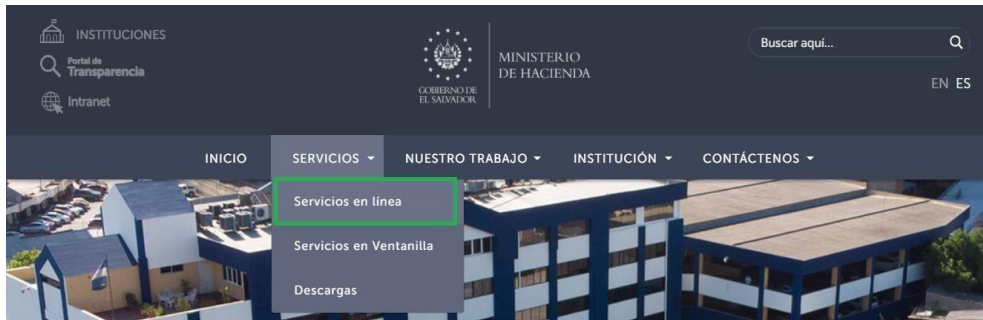 INSTITUCIONES
Portal de
Transparencia
Intranet
GOBIERNO DE
EL SALVADOR
MINISTERIO
DE HACIENDA
Buscar aquí...
EN ES
INICIO SERVICIOS NUESTRO TRABAJO INSTITUCIÓN CONTÁCTENOS
Servicios en línea
Servicios en Ventanilla
Descargas